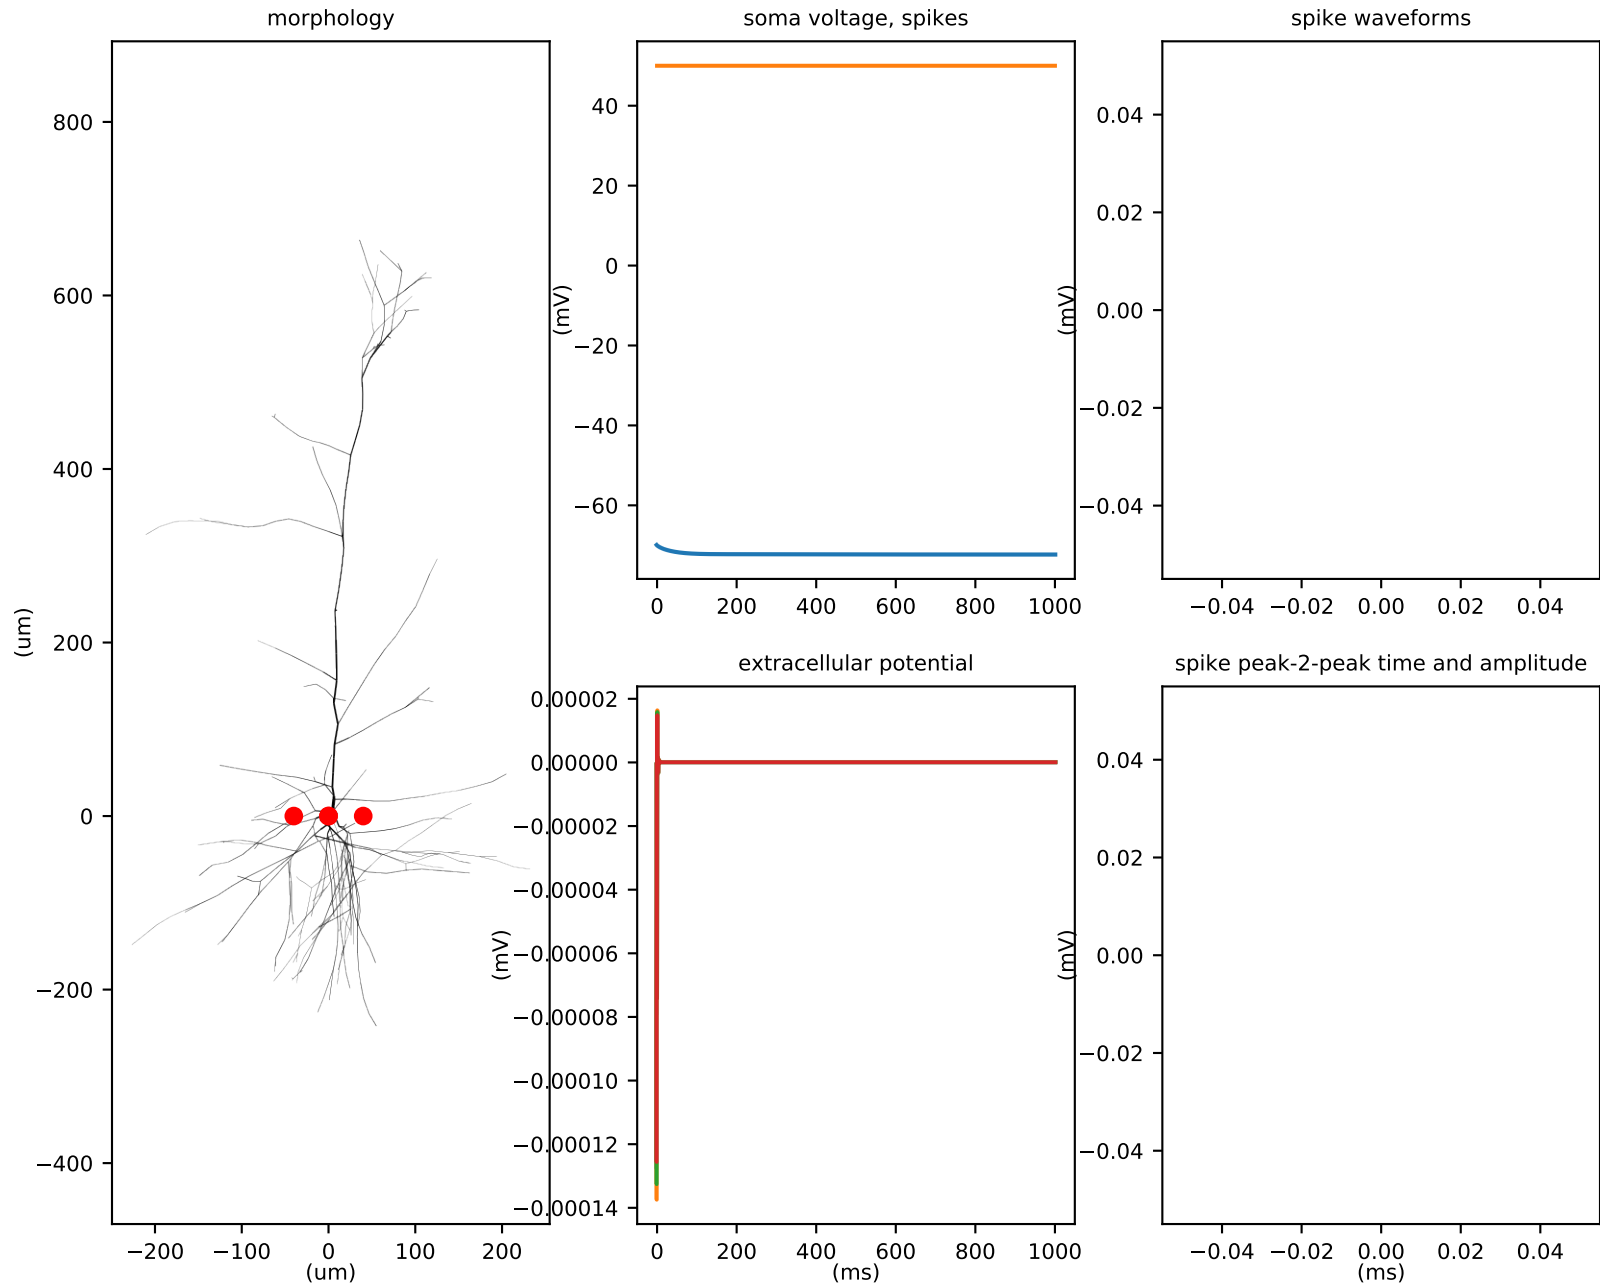 morphology
800
600
400
200
0
−200
−400
(um)
−200 −100 0 100 200
(um)
soma voltage, spikes
40
20
0
−20
−40
−60
(mV)
0 200 400 600 800 1000
spike waveforms
0.04
0.02
0.00
−0.02
−0.04
(mV)
−0.04 −0.02 0.00 0.02 0.04
extracellular potential
0.00002
0.00000
−0.00002
−0.00004
−0.00006
−0.00008
−0.00010
−0.00012
−0.00014
(mV)
0 200 400 600 800 1000
(ms)
spike peak-2-peak time and amplitude
0.04
0.02
0.00
−0.02
−0.04
(mV)
−0.04 −0.02 0.00 0.02 0.04
(ms)